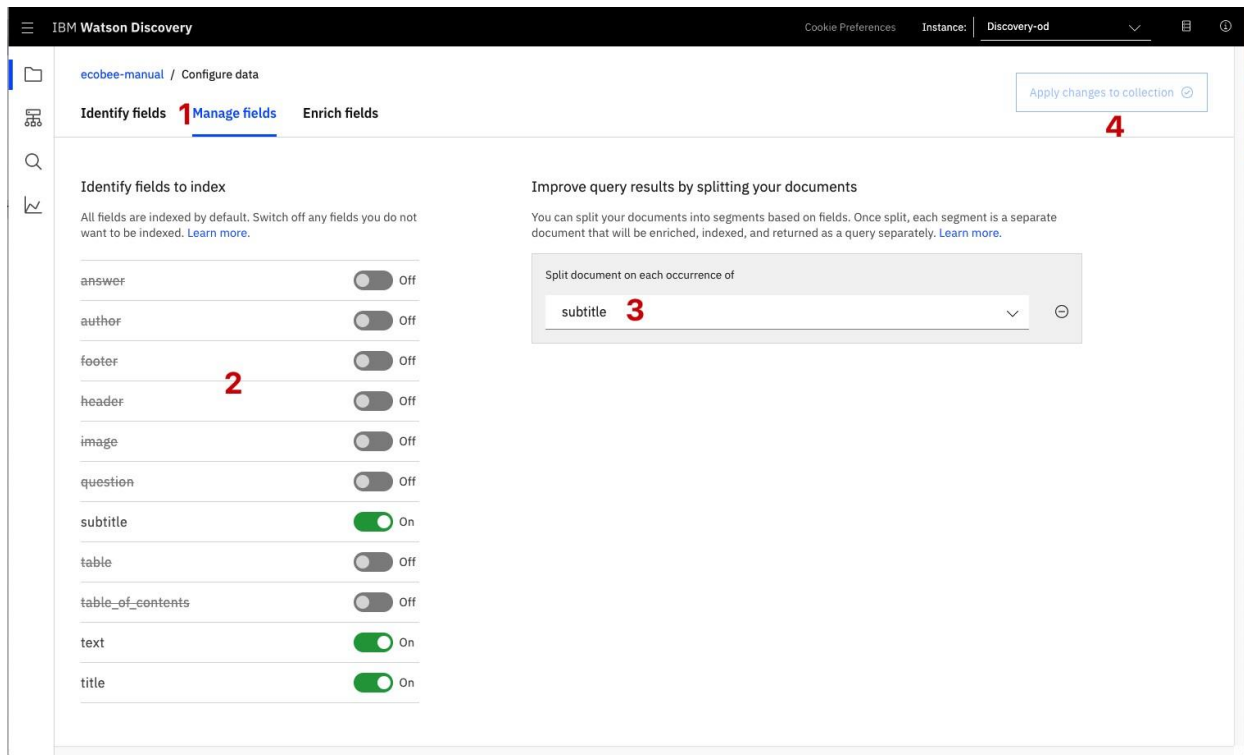 IBM Watson Discovery
Cookie Preferences
Instance:
Discovery-od
ecobee-manual / Configure data
Apply changes to collection
Identify fields
1
Manage fields
Enrich fields
4
Identify fields to index
All fields are indexed by default. Switch off any fields you do not
want to be indexed. Learn more.
answer Off
author Off
footer Off
2
header Off
image Off
question Off
subtitle On
table Off
table_of_contents Off
text On
title On
Improve query results by splitting your documents
You can split your documents into segments based on fields. Once split, each segment is a separate
document that will be enriched, indexed, and returned as a query separately. Learn more.
Split document on each occurrence of
subtitle 3